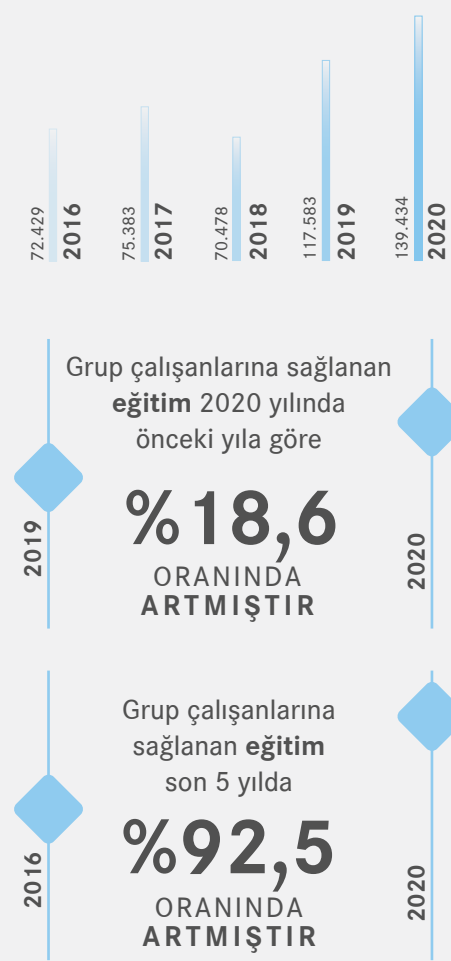 72.429
2016
75.383
2017
70.478
2018
117.583
2019
139.434
2020
Grup çalışanlarına sağlanan
eğitim 2020 yılında
önceki yıla göre
%18,6
ORANINDA
ARTMIŞTIR
2019
2020
Grup çalışanlarına
sağlanan eğitim
son 5 yılda
%92,5
ORANINDA
ARTMIŞTIR
2016
2020